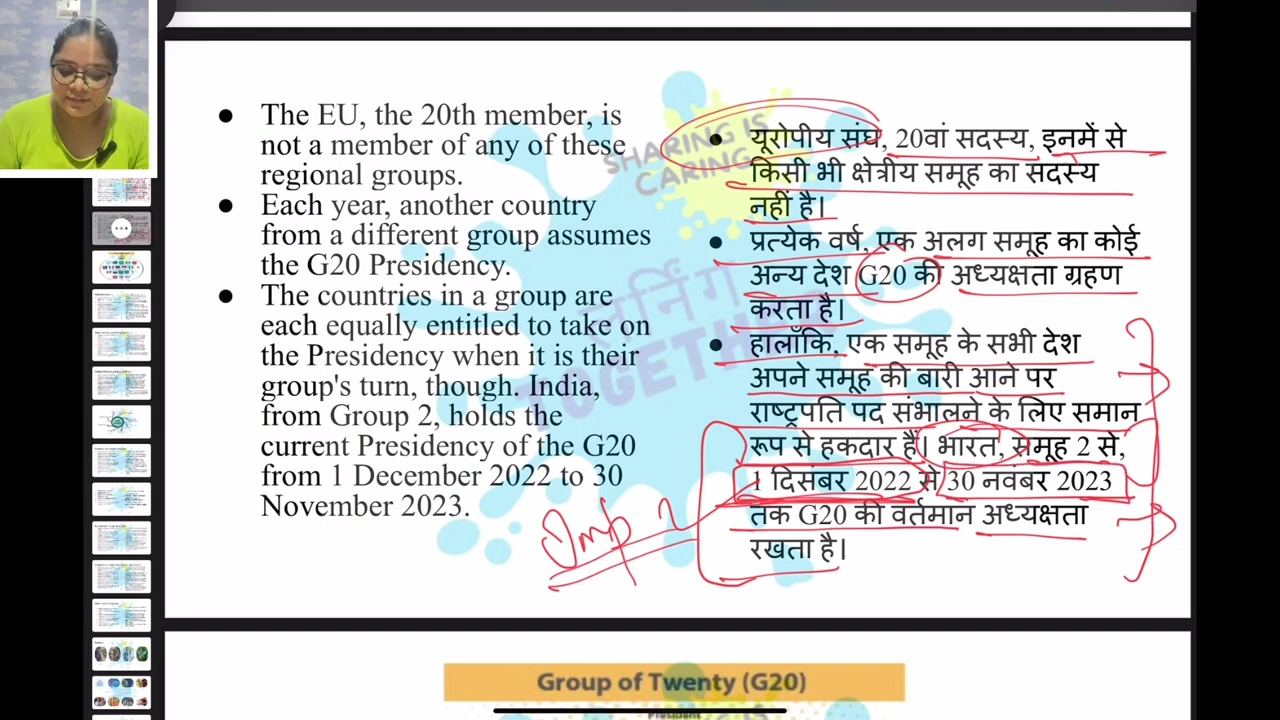 The EU, the 20th member, is
not a member of any of these
regional groups.
Each year, another country
from a different group assumes
the G20 Presidency.
The countries in a group are
each equally entitled to take on
the Presidency when it is their
group's turn, though. India,
from Group 2, holds the
current Presidency of the G20
from 1 December 2022 to 30
November 2023.
यूरोपीय संघ, 20वां सदस्य, इनमें से
किसी भी क्षेत्रीय समूह का सदस्य
नहीं है।
प्रत्येक वर्ष, एक अलग समूह का कोई
अन्य देश G20 की अध्यक्षता ग्रहण
करता है।
हालाँकि, एक समूह के सभी देश
अपने समूह की बारी आने पर
राष्ट्रपति पद संभालने के लिए समान
रूप से हकदार हैं। भारत, समूह 2 से,
1 दिसंबर 2022 से 30 नवंबर 2023
तक G20 की वर्तमान अध्यक्षता
रखता है।
Imp
SHARING IS
CARING
लर्निंग
TOGETHER
Group of Twenty (G20)
President